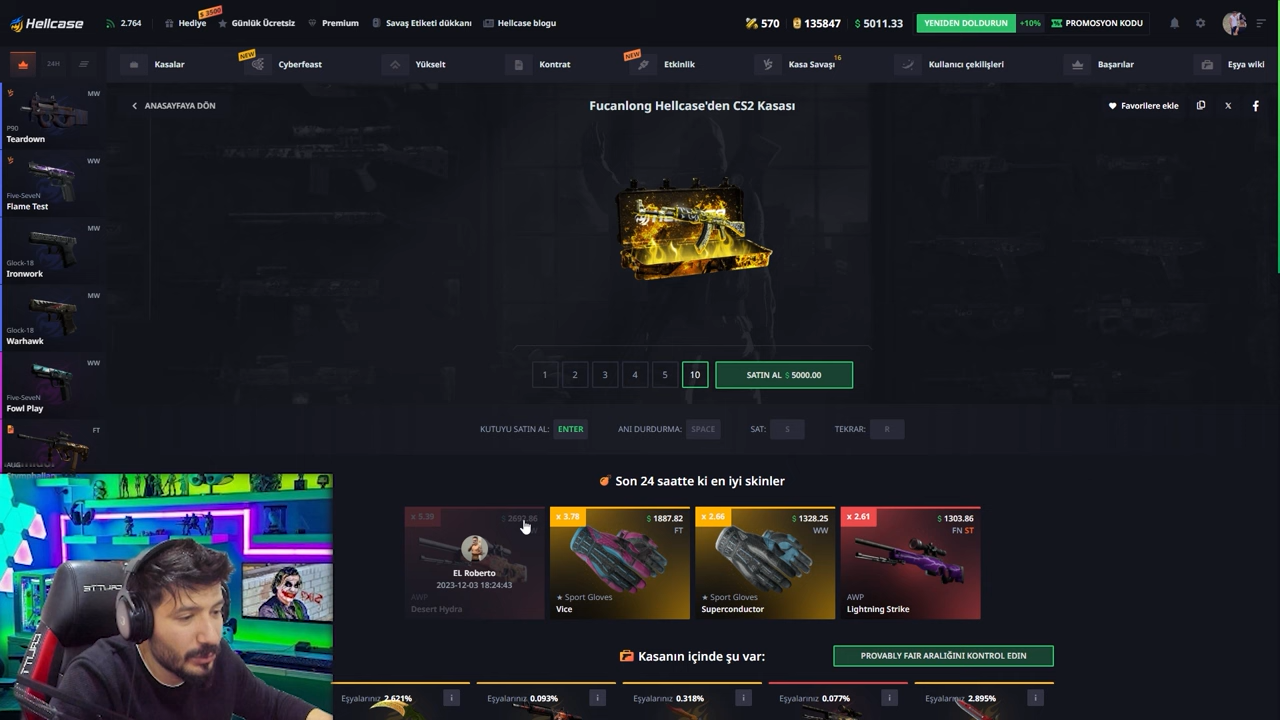 Hellcase
2.764
Hediye
$ 3500
Günlük Ücretsiz
Premium
Savaş Etiketi dükkanı
Hellcase blogu
570
135847
$ 5011.33
YENİDEN DOLDURUN
+10%
PROMOSYON KODU
24H
Kasalar
NEW
Cyberfeast
Yükselt
Kontrat
NEW
Etkinlik
Kasa Savaşı
16
Kullanıcı çekilişleri
Başarılar
Eşya wiki
ANASAYFAYA DÖN
Fucanlong Hellcase'den CS2 Kasası
Favorilere ekle
MW
P90
Teardown
WW
Five-SeveN
Flame Test
MW
Glock-18
Ironwork
MW
Glock-18
Warhawk
WW
Five-SeveN
Fowl Play
FT
AUG
1
2
3
4
5
10
SATIN AL $ 5000.00
KUTUYU SATIN AL: ENTER
ANI DURDURMA: SPACE
SAT: S
TEKRAR: R
Son 24 saatte ki en iyi skinler
x 5.39
$ 2692.86
EL Roberto
2023-12-03 18:24:43
AWP
Desert Hydra
x 3.78
$ 1887.82
FT
★ Sport Gloves
Vice
x 2.66
$ 1328.25
WW
★ Sport Gloves
Superconductor
x 2.61
$ 1303.86
FN ST
AWP
Lightning Strike
Kasanın içinde şu var:
PROVABLY FAIR ARALIĞINI KONTROL EDIN
Eşyalarınız 2.621%
Eşyalarınız 0.093%
Eşyalarınız 0.318%
Eşyalarınız 0.077%
Eşyalarınız 2.895%